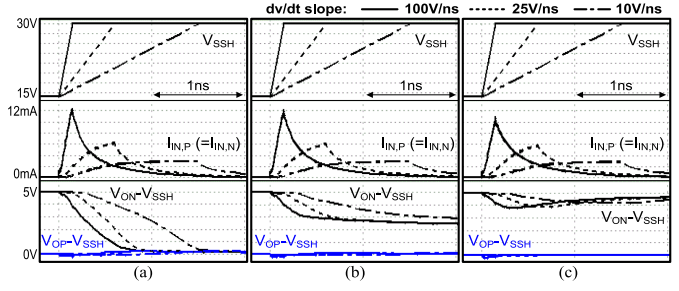 dv/dt slope: 100V/ns 25V/ns 10V/ns
30V VSSH VSSH VSSH
15V 1ns 1ns 1ns
12mA
IIN,P (=IIN,N) IIN,P (=IIN,N) IIN,P (=IIN,N)
0mA
5V VON-VSSH VON-VSSH
VON-VSSH
VOP-VSSH VOP-VSSH VOP-VSSH
0V
(a) (b) (c)